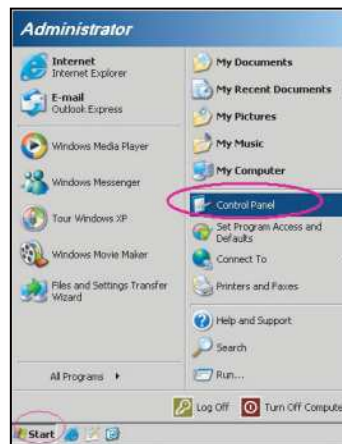 Administrator
Internet
Internet Explorer
E-mail
Outlook Express
Windows Media Player
Windows Messenger
Tour Windows XP
Windows Movie Maker
Files and Settings Transfer
Wizard
All Programs
My Documents
My Recent Documents
My Pictures
My Music
My Computer
Control Panel
Set Program Access and
Defaults
Connect To
Printers and Faxes
Help and Support
Search
Run...
Log Off
Turn Off Compute
Start